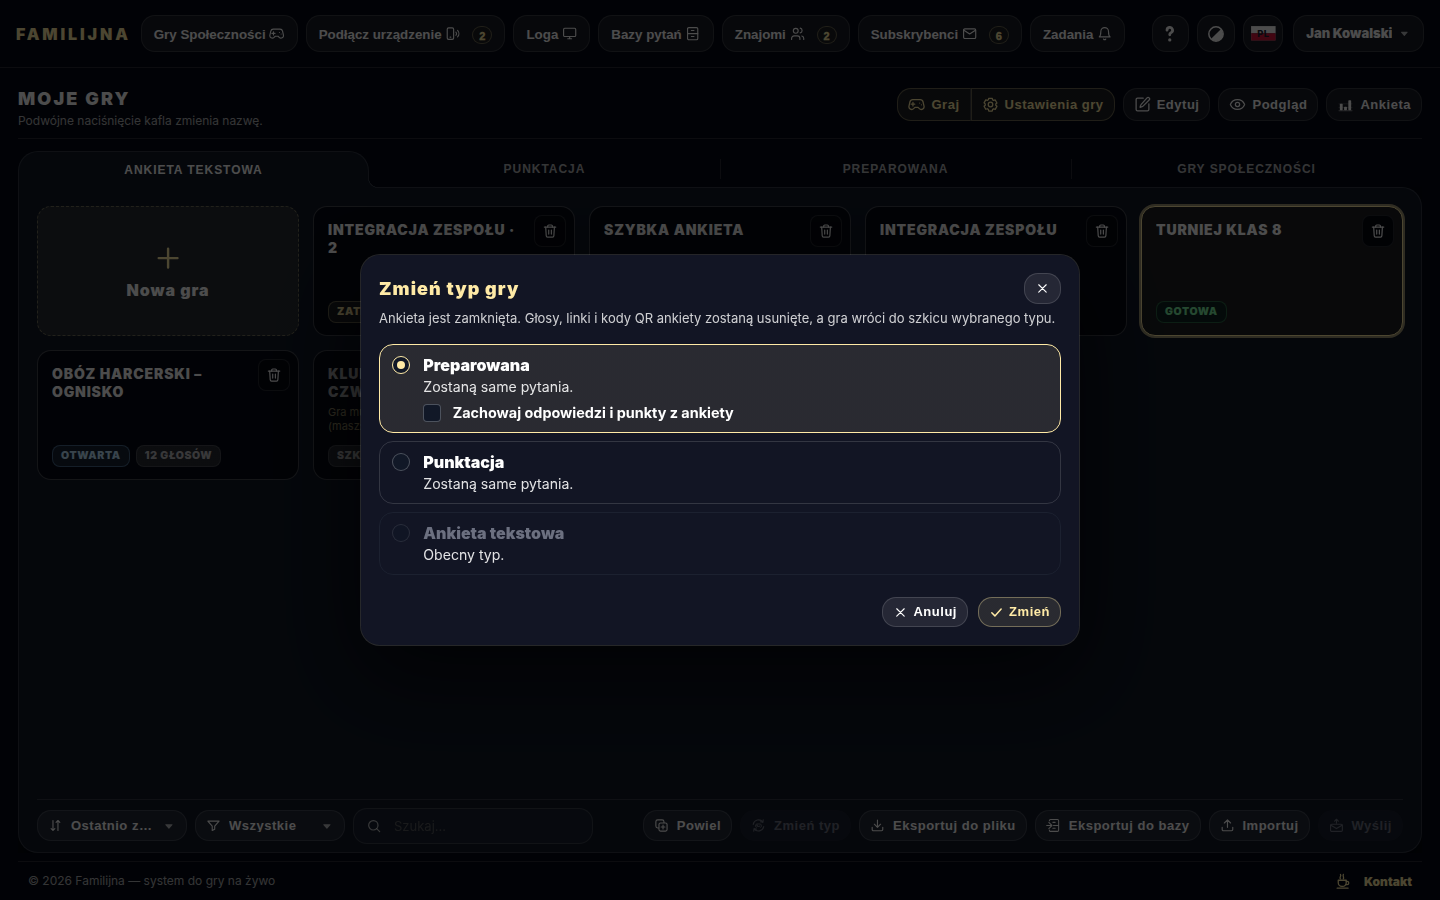 FAMILIJNA
Gry Społeczności
Podłącz urządzenie 2
Loga
Bazy pytań
Znajomi 2
Subskrybenci 6
Zadania
?
PL
Jan Kowalski
MOJE GRY
Podwójne naciśnięcie kafla zmienia nazwę.
Graj
Ustawienia gry
Edytuj
Podgląd
Ankieta
ANKIETA TEKSTOWA
PUNKTACJA
PREPAROWANA
GRY SPOŁECZNOŚCI
Nowa gra
INTEGRACJA ZESPOŁU ·
2
SZYBKA ANKIETA
INTEGRACJA ZESPOŁU
TURNIEJ KLAS 8
GOTOWA
OBÓZ HARCERSKI –
OGNISKO
OTWARTA
12 GŁOSÓW
Zmień typ gry
Ankieta jest zamknięta. Głosy, linki i kody QR ankiety zostaną usunięte, a gra wróci do szkicu wybranego typu.
Preparowana
Zostaną same pytania.
Zachowaj odpowiedzi i punkty z ankiety
Punktacja
Zostaną same pytania.
Ankieta tekstowa
Obecny typ.
Anuluj
Zmień
Ostatnio z...
Wszystkie
Szukaj...
Powiel
Zmień typ
Eksportuj do pliku
Eksportuj do bazy
Importuj
Wyślij
© 2026 Familijna — system do gry na żywo
Kontakt